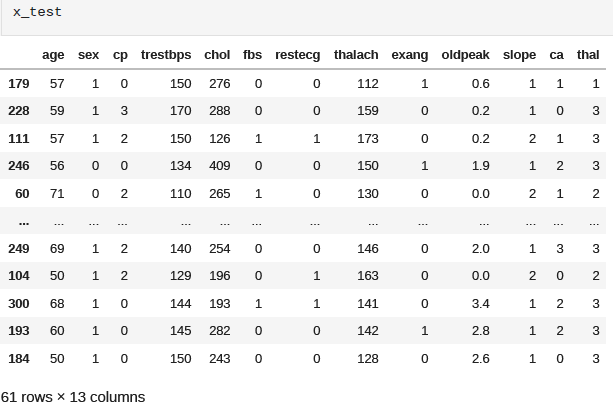 x_test
age sex cp trestbps chol fbs restecg thalach exang oldpeak slope ca thal
179 57 1 0 150 276 0 0 112 1 0.6 1 1 1
228 59 1 3 170 288 0 0 159 0 0.2 1 0 3
111 57 1 2 150 126 1 1 173 0 0.2 2 1 3
246 56 0 0 134 409 0 0 150 1 1.9 1 2 3
60 71 0 2 110 265 1 0 130 0 0.0 2 1 2
... ... ... ... ... ... ... ... ... ... ... ... ... ...
249 69 1 2 140 254 0 0 146 0 2.0 1 3 3
104 50 1 2 129 196 0 1 163 0 0.0 2 0 2
300 68 1 0 144 193 1 1 141 0 3.4 1 2 3
193 60 1 0 145 282 0 0 142 1 2.8 1 2 3
184 50 1 0 150 243 0 0 128 0 2.6 1 0 3
61 rows × 13 columns